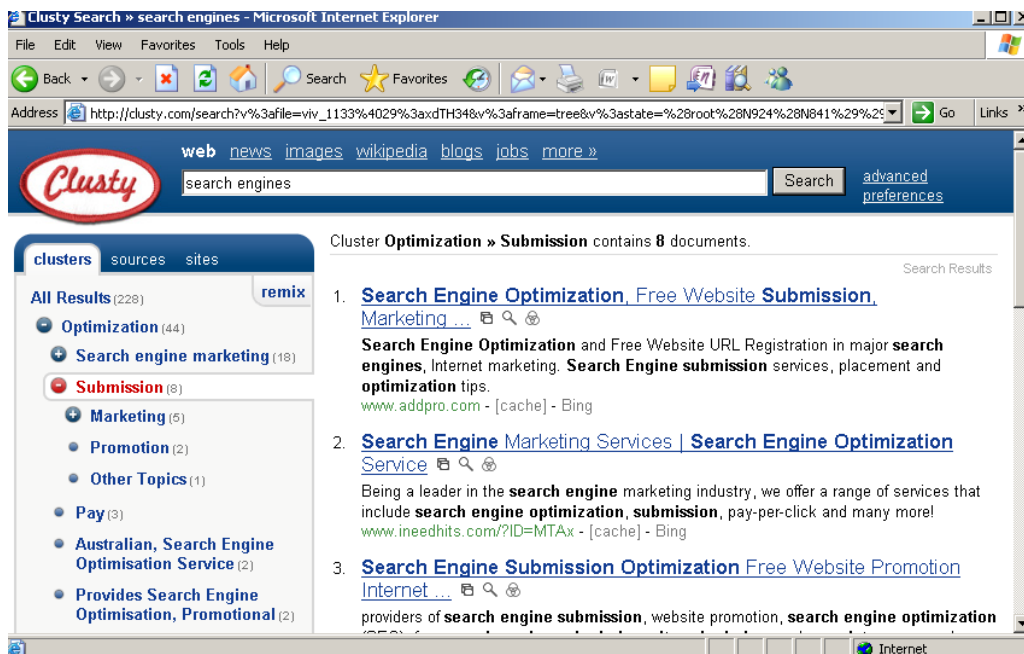 Clusty Search » search engines - Microsoft Internet Explorer
File Edit View Favorites Tools Help
Back Search Favorites
Address http://clusty.com/search?v%3afile=viv_1133%4029%3axdTH34&v%3aframe=tree&v%3astate=%28root%28N924%28N841%29%29 Go Links »
web news images wikipedia blogs jobs more »
Clusty
search engines Search advanced
preferences
clusters sources sites
remix
All Results (228)
Optimization (44)
Search engine marketing (18)
Submission (8)
Marketing (5)
Promotion (2)
Other Topics (1)
Pay (3)
Australian, Search Engine
Optimisation Service (2)
Provides Search Engine
Optimisation, Promotional (2)
Cluster Optimization » Submission contains 8 documents.
Search Results
1. Search Engine Optimization, Free Website Submission,
Marketing ...
Search Engine Optimization and Free Website URL Registration in major search
engines, Internet marketing. Search Engine submission services, placement and
optimization tips.
www.addpro.com - [cache] - Bing
2. Search Engine Marketing Services | Search Engine Optimization
Service
Being a leader in the search engine marketing industry, we offer a range of services that
include search engine optimization, submission, pay-per-click and many more!
www.ineedhits.com/?ID=MTAx - [cache] - Bing
3. Search Engine Submission Optimization Free Website Promotion
Internet ...
providers of search engine submission, website promotion, search engine optimization
Internet